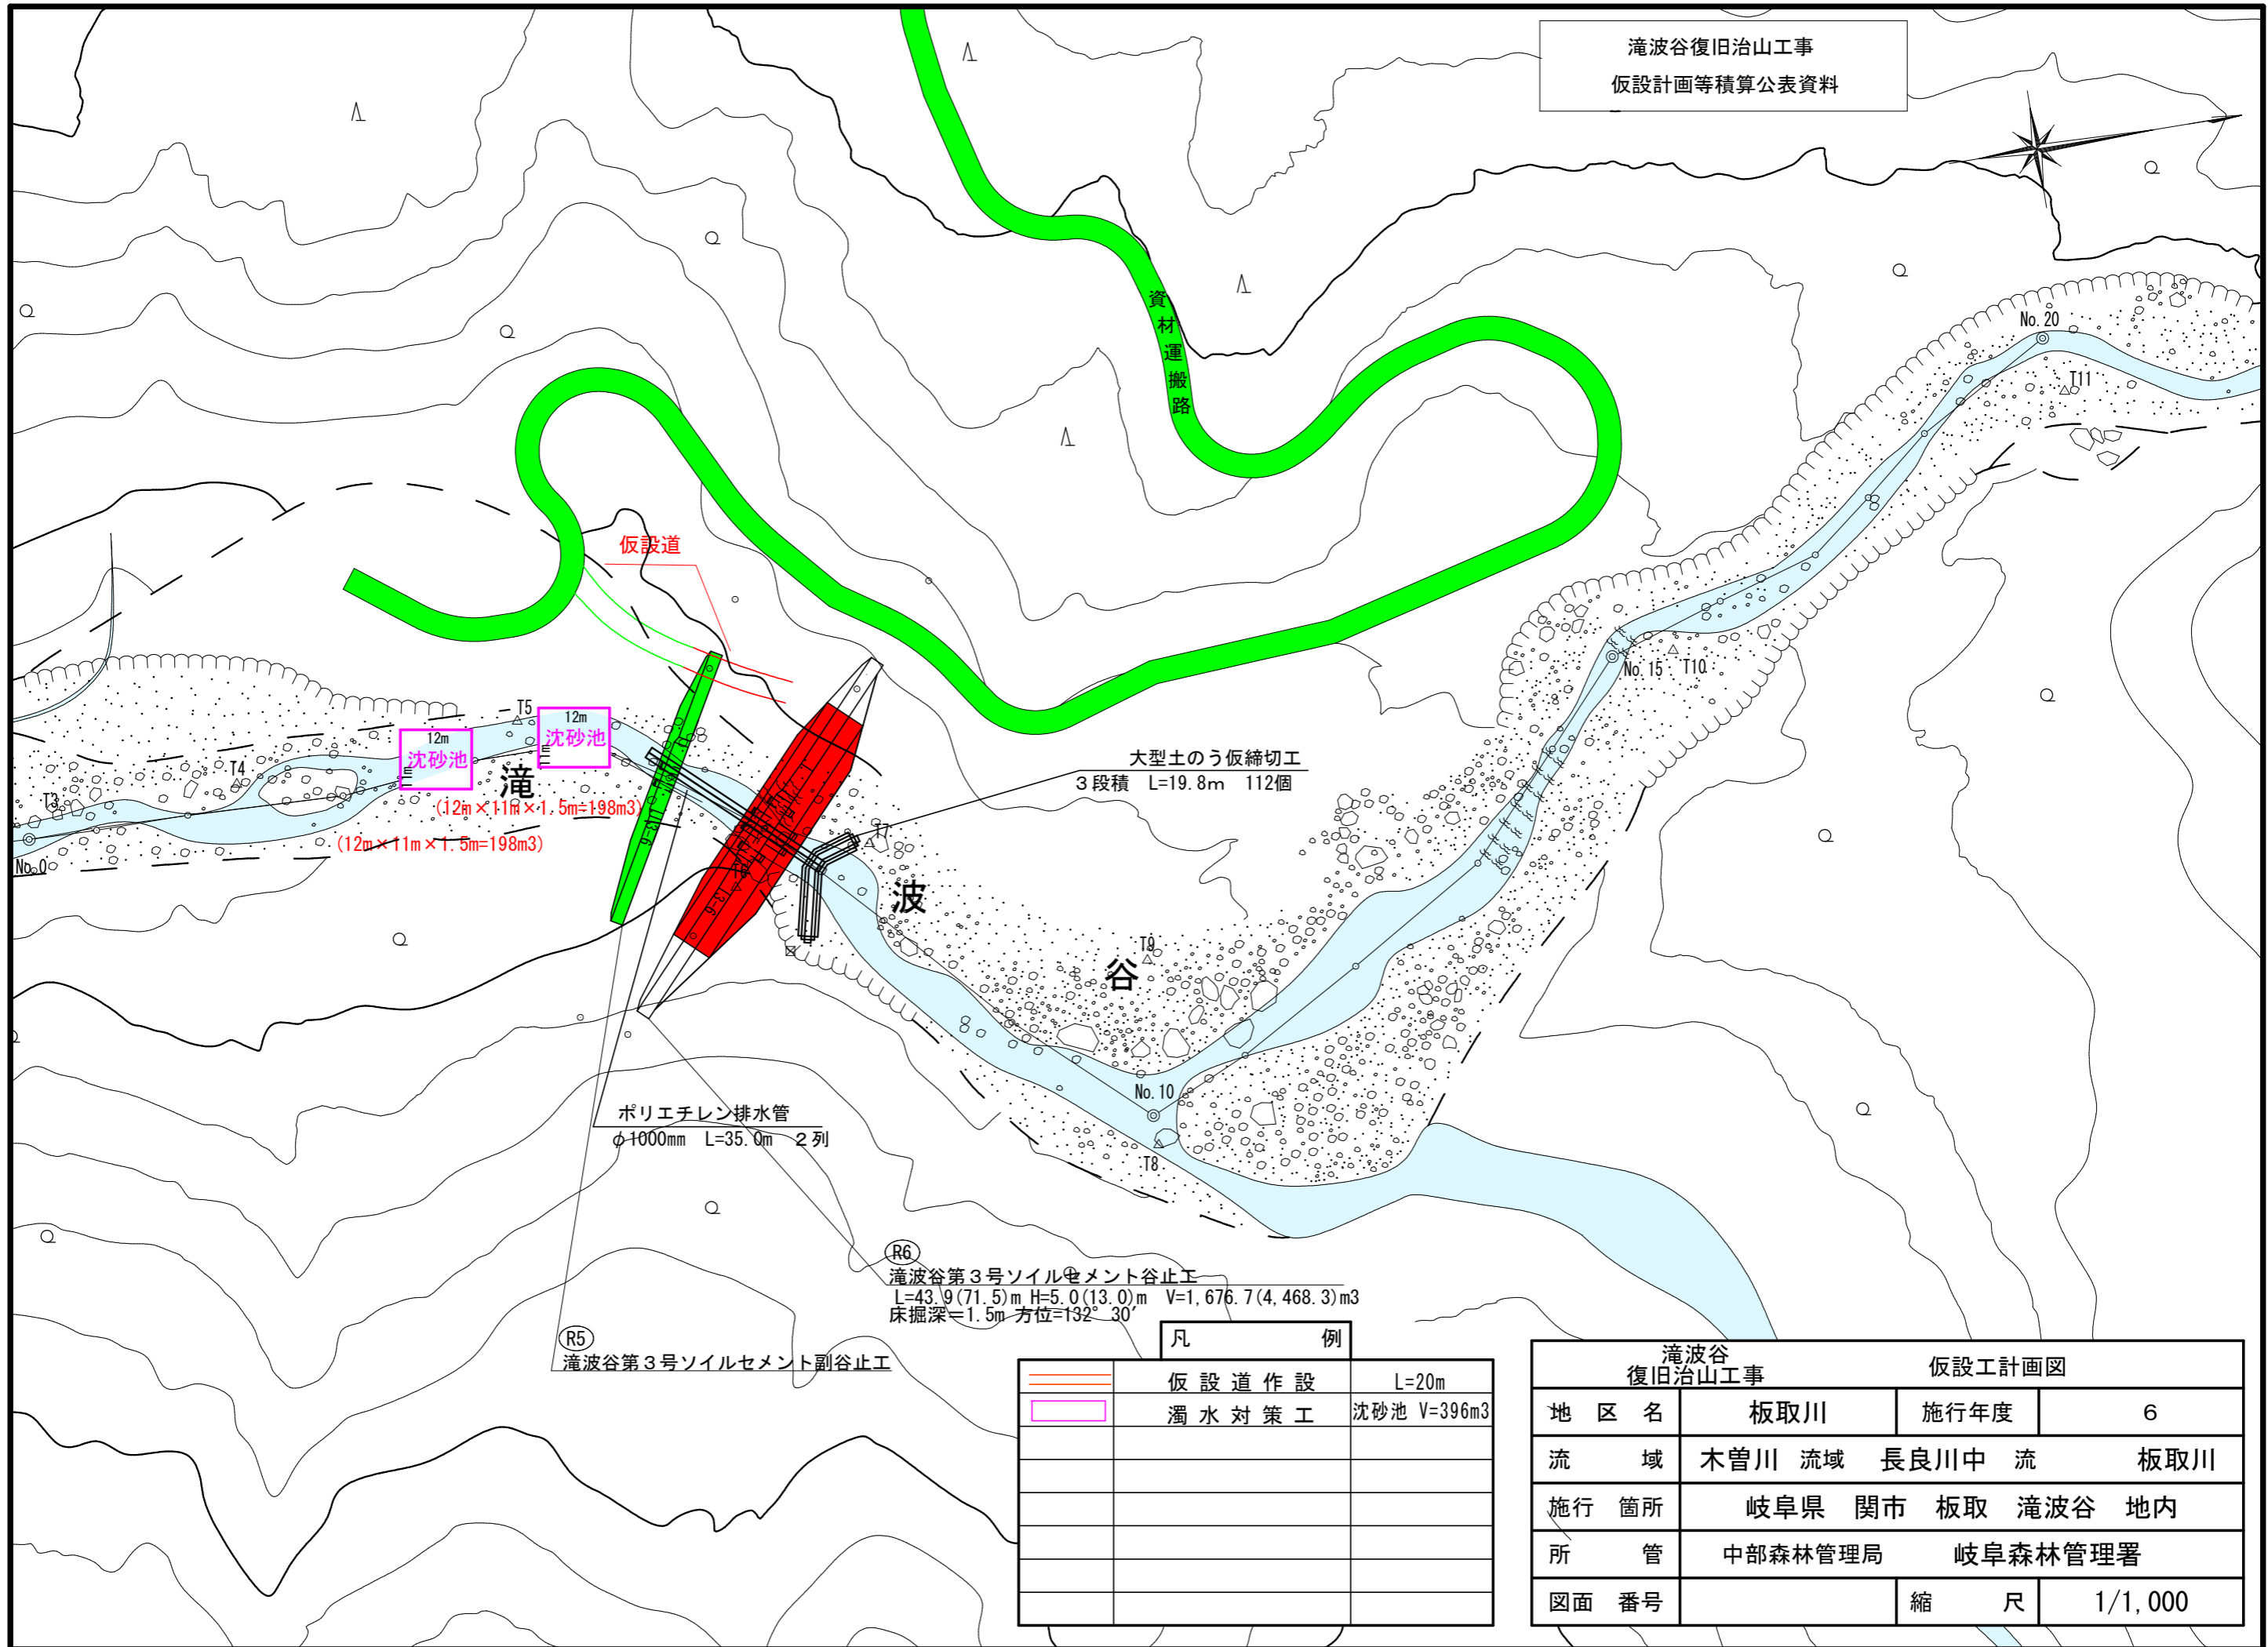 滝波谷復旧治山工事
仮設計画等積算公表資料
資材運搬路
No.20
T11
仮設道
No.15
T10
T5
12m
沈砂池
11m
12m
沈砂池
11m
T4
T3
滝
(12m×11m×1.5m=198m3)
(12m×11m×1.5m=198m3)
No.0
大型土のう仮締切工
3段積 L=19.8m 112個
T7
波
T9
谷
No.10
T8
ポリエチレン排水管
φ1000mm L=35.0m 2列
R6
滝波谷第3号ソイルセメント谷止工
L=43.9(71.5)m H=5.0(13.0)m V=1,676.7(4,468.3)m3
床掘深=1.5m 方位=132° 30′
R5
滝波谷第3号ソイルセメント副谷止工
凡 例
仮設道作設 L=20m
濁水対策工 沈砂池 V=396m3
滝波谷
復旧治山工事 仮設工計画図
地区名 板取川 施行年度 6
流域 木曽川 流域 長良川中 流 板取川
施行箇所 岐阜県 関市 板取 滝波谷 地内
所管 中部森林管理局 岐阜森林管理署
図面番号 縮尺 1/1,000